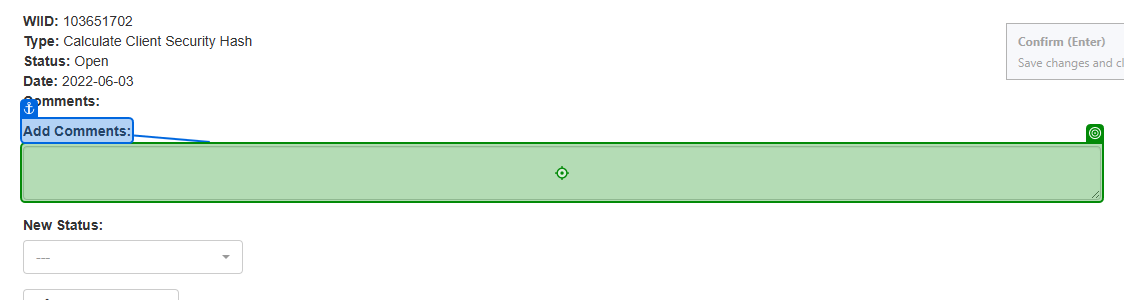 WIID: 103651702
Type: Calculate Client Security Hash
Status: Open
Date: 2022-06-03
Confirm (Enter)
Save changes and cl
Comments:
Add Comments:
New Status:
---